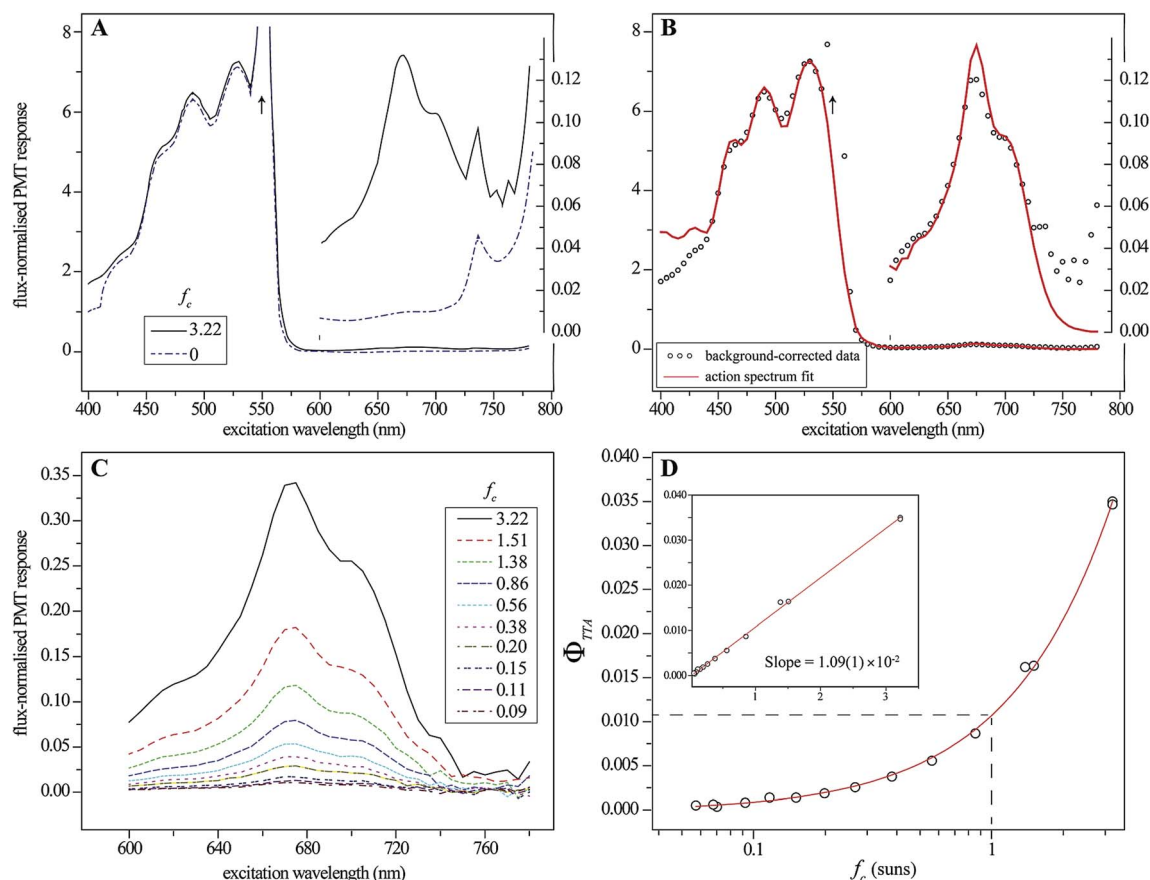 A
flux-normalised PMT response
8
6
4
2
0
0.12
0.10
0.08
0.06
0.04
0.02
0.00
f_c
3.22
0
400 450 500 550 600 650 700 750 800
excitation wavelength (nm)
B
8
6
4
2
0
0.12
0.10
0.08
0.06
0.04
0.02
0.00
background-corrected data
action spectrum fit
400 450 500 550 600 650 700 750 800
excitation wavelength (nm)
C
flux-normalised PMT response
0.35
0.30
0.25
0.20
0.15
0.10
0.05
0.00
f_c
3.22
1.51
1.38
0.86
0.56
0.38
0.20
0.15
0.11
0.09
600 640 680 720 760
excitation wavelength (nm)
D
Φ_TTA
0.040
0.035
0.030
0.025
0.020
0.015
0.010
0.005
0.000
0.040
0.030
0.020
0.010
0.000
Slope = 1.09(1)×10⁻²
1 2 3
0.1 1
f_c (suns)